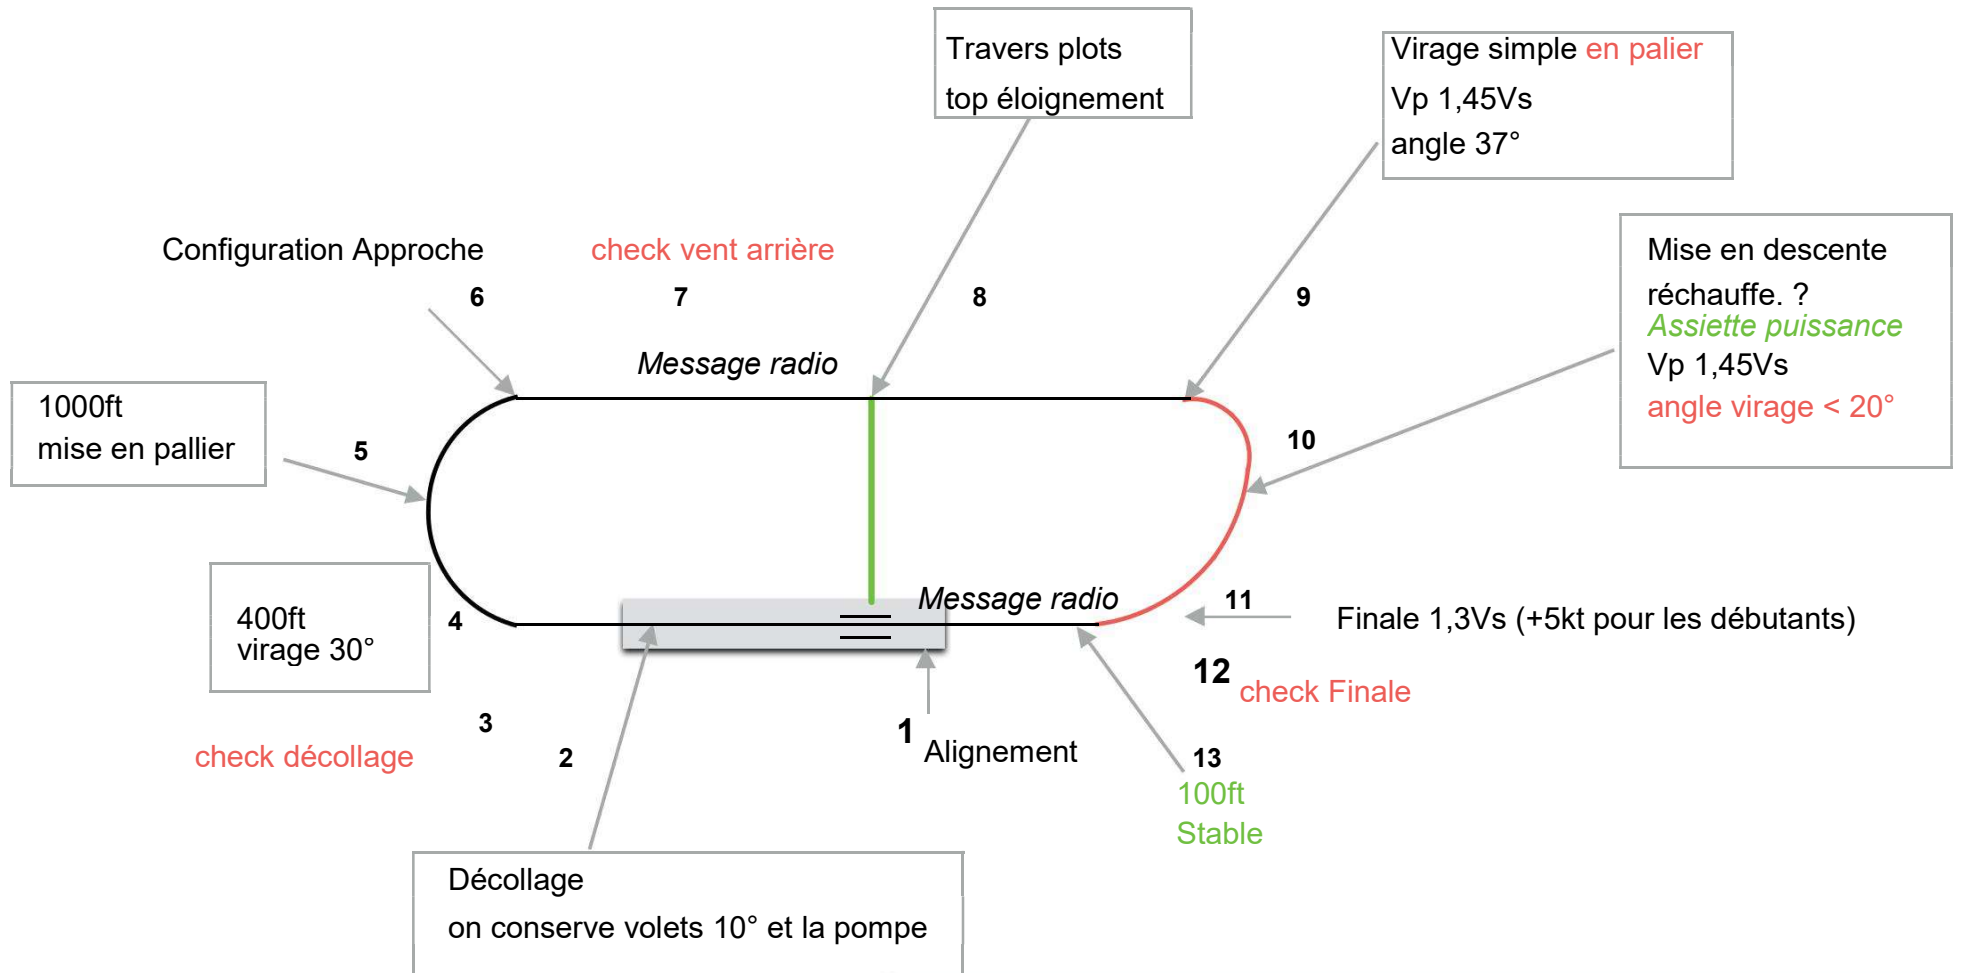 Travers plots
top éloignement
Virage simple en palier
Vp 1,45Vs
angle 37°
Configuration Approche
check vent arrière
6
7
8
9
Mise en descente
réchauffe. ?
Assiette puissance
Vp 1,45Vs
angle virage < 20°
Message radio
1000ft
mise en pallier
5
10
400ft
virage 30°
4
Message radio
11
Finale 1,3Vs (+5kt pour les débutants)
12
check Finale
3
check décollage
2
1
Alignement
13
100ft
Stable
Décollage
on conserve volets 10° et la pompe